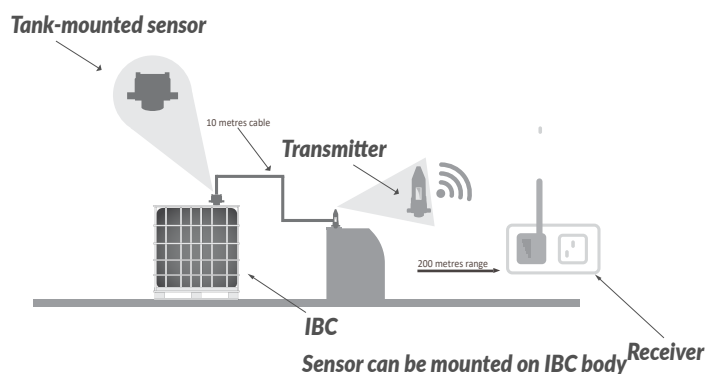 Tank-mounted sensor
10 metres cable
Transmitter
200 metres range
IBC
Receiver
Sensor can be mounted on IBC body